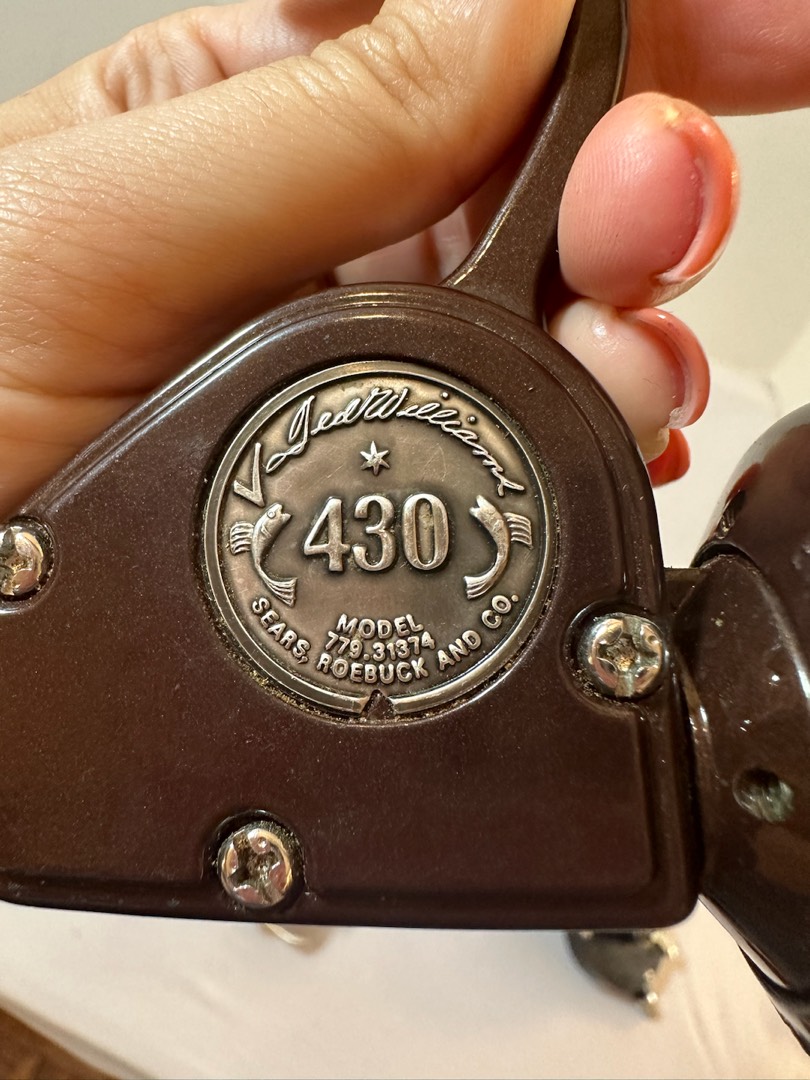 Ted Williams
430
MODEL
779.31374
SEARS, ROEBUCK AND CO.